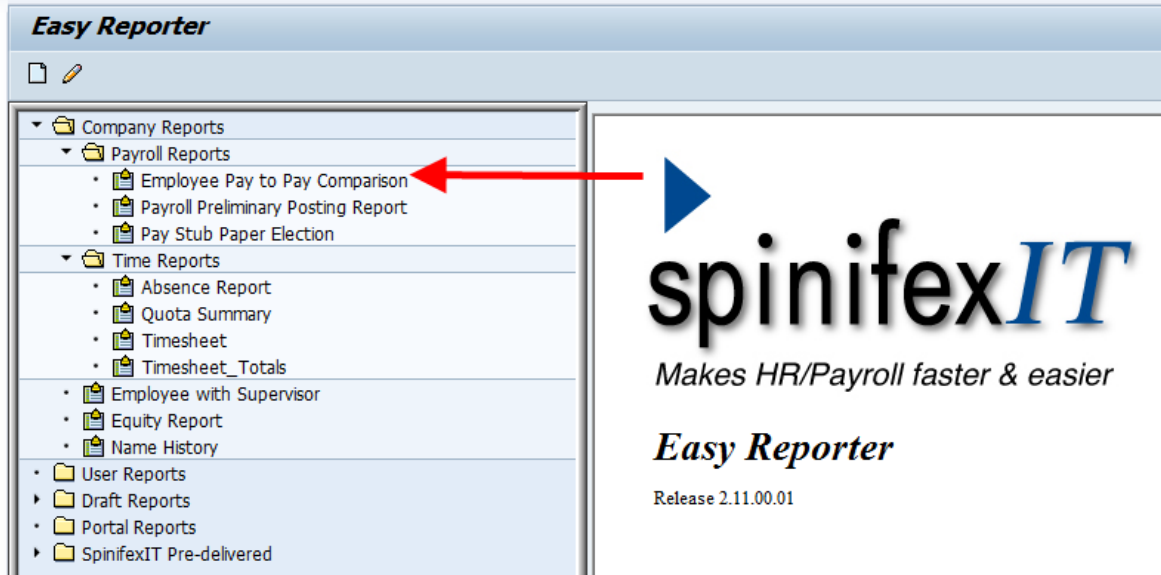 Easy Reporter
Company Reports
Payroll Reports
Employee Pay to Pay Comparison
Payroll Preliminary Posting Report
Pay Stub Paper Election
Time Reports
Absence Report
Quota Summary
Timesheet
Timesheet_Totals
Employee with Supervisor
Equity Report
Name History
User Reports
Draft Reports
Portal Reports
SpinifexIT Pre-delivered
spinifexIT
Makes HR/Payroll faster & easier
Easy Reporter
Release 2.11.00.01